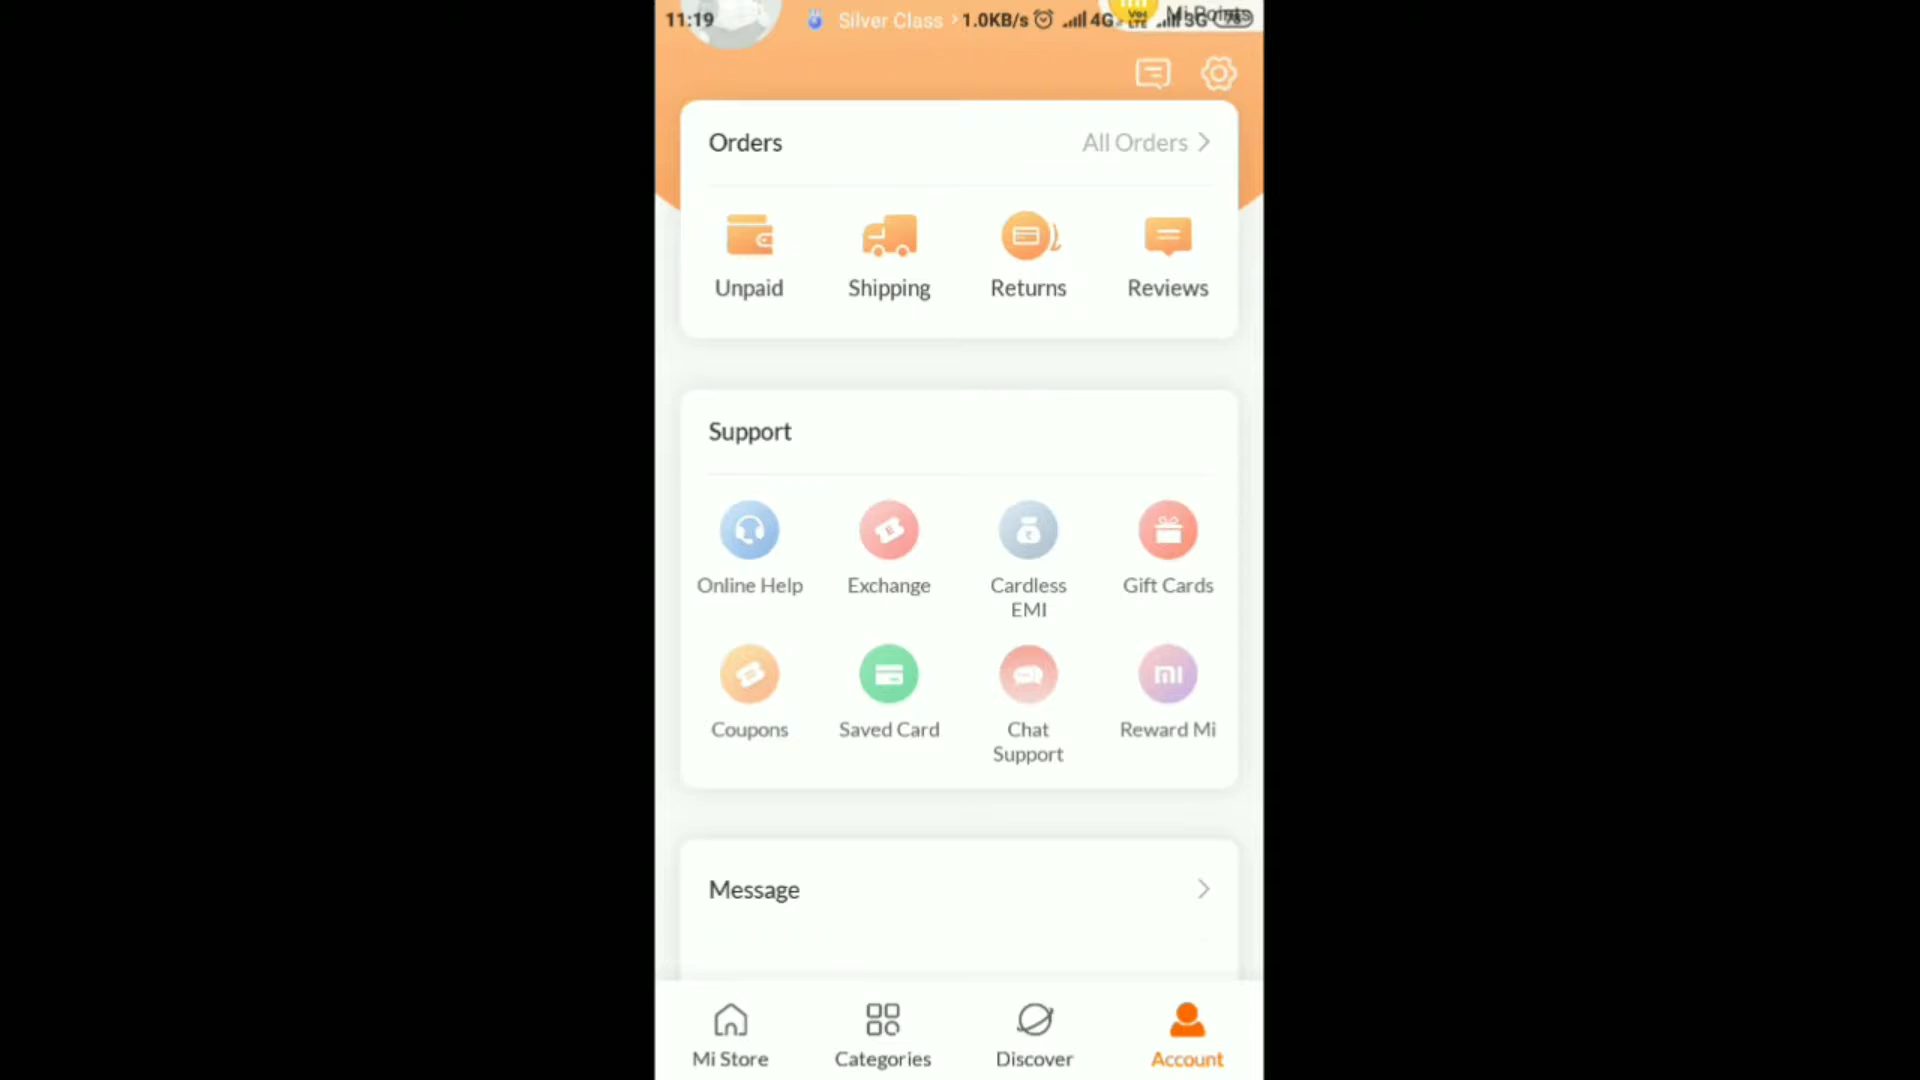 11:19 Silver Class 1.0KB/s 4G Mi Points 3G
Orders All Orders
Unpaid Shipping Returns Reviews
Support
Online Help Exchange Cardless EMI Gift Cards
Coupons Saved Card Chat Support Reward Mi
Message
Mi Store Categories Discover Account